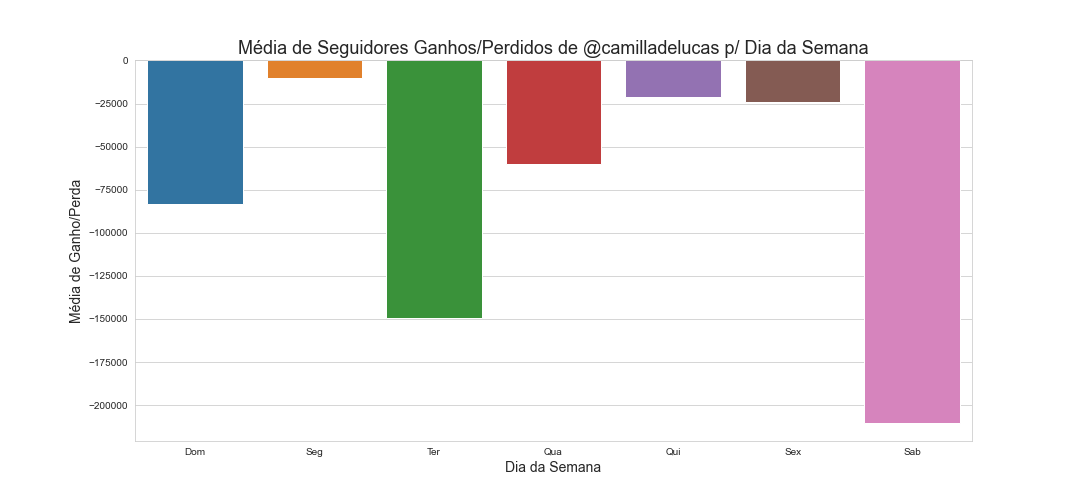 Média de Seguidores Ganhos/Perdidos de @camilladelucas p/ Dia da Semana
0
−25000
−50000
−75000
−100000
−125000
−150000
−175000
−200000
Média de Ganho/Perda
Dom Seg Ter Qua Qui Sex Sab
Dia da Semana